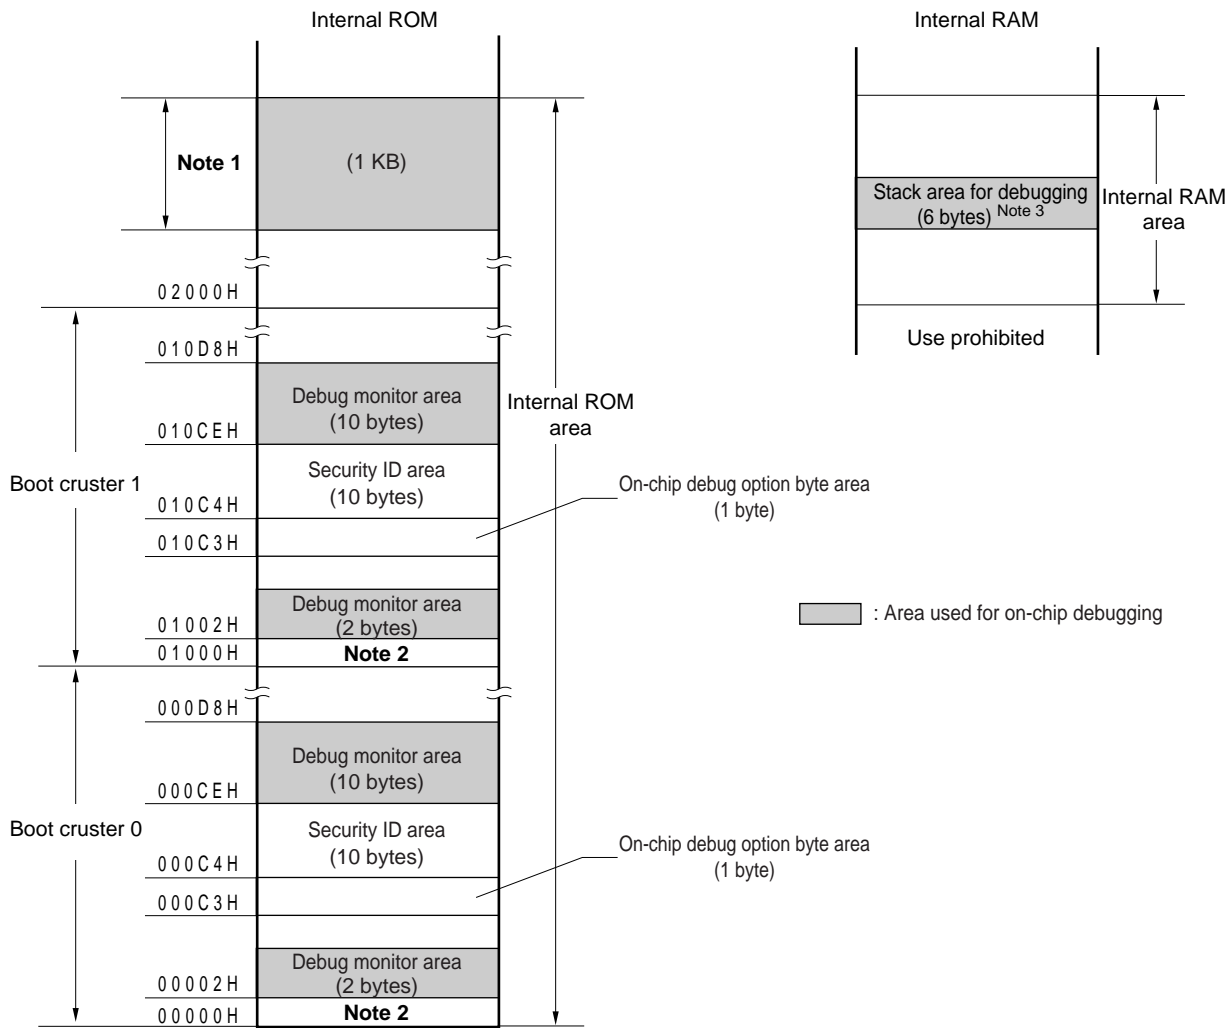 Internal ROM
Internal RAM
Note 1
(1 KB)
Stack area for debugging
(6 bytes) Note 3
Internal RAM
area
Use prohibited
02000H
010D8H
Debug monitor area
(10 bytes)
Internal ROM
area
010CEH
Boot cruster 1
Security ID area
(10 bytes)
On-chip debug option byte area
(1 byte)
010C4H
010C3H
Debug monitor area
(2 bytes)
: Area used for on-chip debugging
01002H
01000H
Note 2
000D8H
Debug monitor area
(10 bytes)
000CEH
Boot cruster 0
Security ID area
(10 bytes)
On-chip debug option byte area
(1 byte)
000C4H
000C3H
Debug monitor area
(2 bytes)
00002H
00000H
Note 2